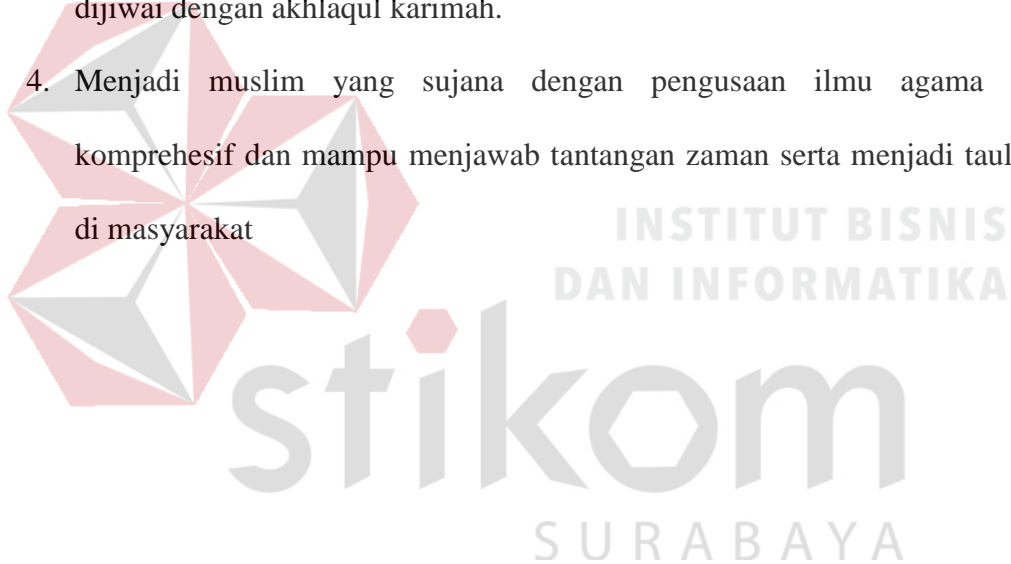 dijiwai dengan akhlaqul karimah.
4. Menjadi muslim yang sujana dengan pengusaan ilmu agama
komprehesif dan mampu menjawab tantangan zaman serta menjadi taul
di masyarakat
INSTITUT BISNIS
DAN INFORMATIKA
stikom
SURABAYA